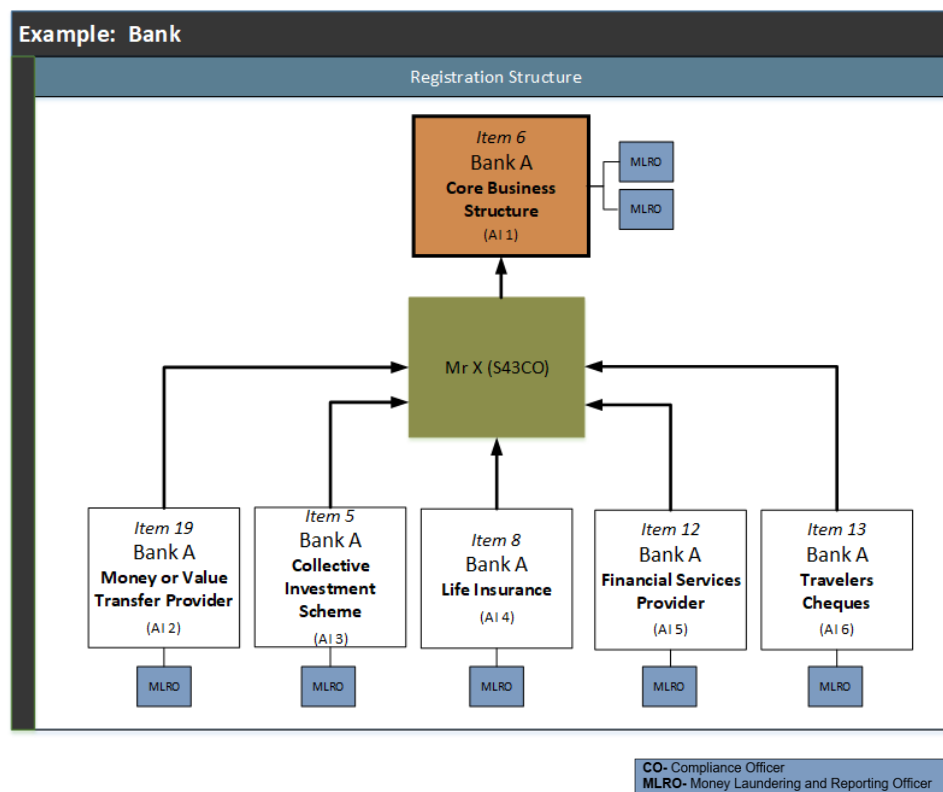 Example: Bank
Registration Structure
Item 6
Bank A
Core Business
Structure
(AI 1)
MLRO
MLRO
Mr X (S43CO)
Item 19
Bank A
Money or Value
Transfer Provider
(AI 2)
MLRO
Item 5
Bank A
Collective
Investment
Scheme
(AI 3)
MLRO
Item 8
Bank A
Life Insurance
(AI 4)
MLRO
Item 12
Bank A
Financial Services
Provider
(AI 5)
MLRO
Item 13
Bank A
Travelers
Cheques
(AI 6)
MLRO
CO- Compliance Officer
MLRO- Money Laundering and Reporting Officer